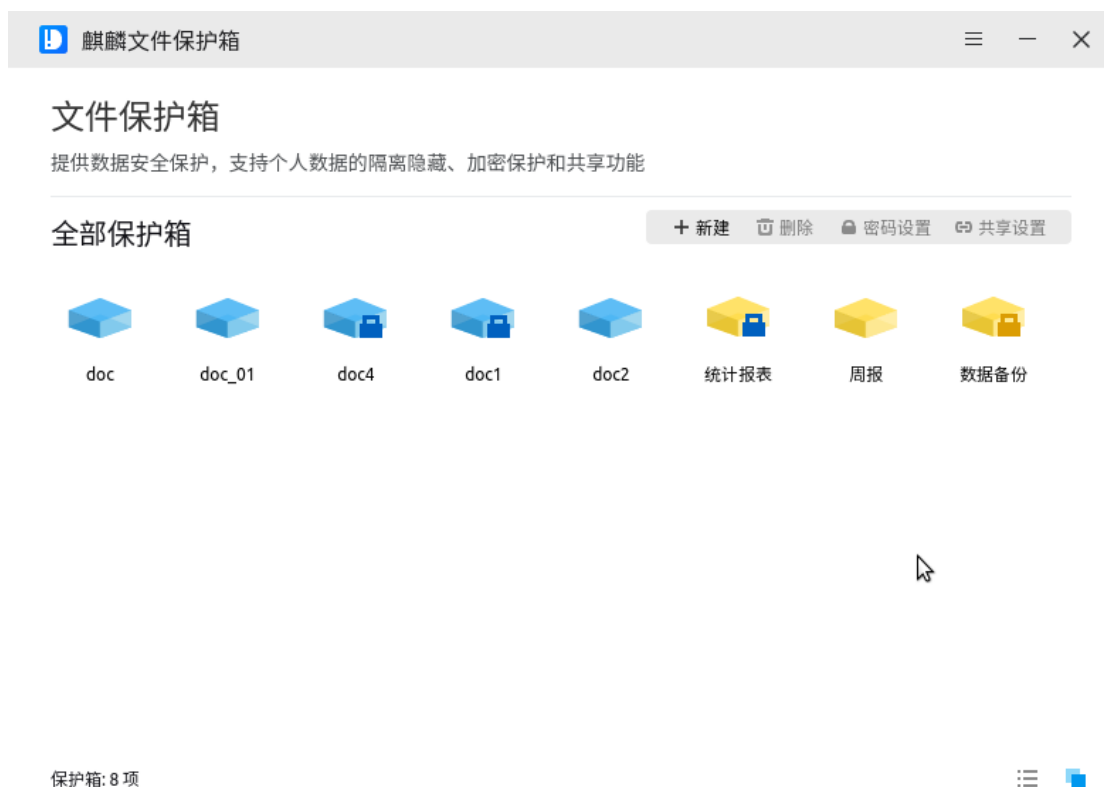 麒麟文件保护箱
文件保护箱
提供数据安全保护，支持个人数据的隔离隐藏、加密保护和共享功能
全部保护箱
新建 删除 密码设置 共享设置
doc doc_01 doc4 doc1 doc2 统计报表 周报 数据备份
保护箱: 8 项